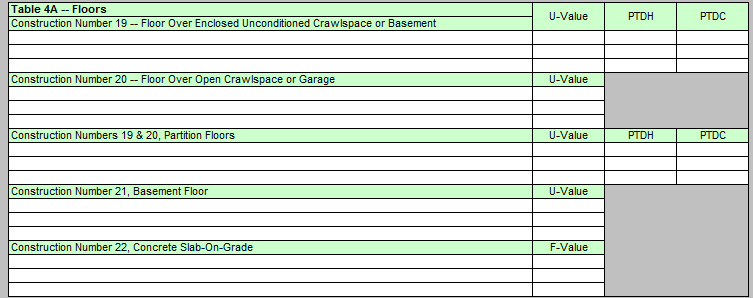 Table 4A -- Floors
Construction Number 19 -- Floor Over Enclosed Unconditioned Crawlspace or Basement U-Value PTDH PTDC
Construction Number 20 -- Floor Over Open Crawlspace or Garage U-Value
Construction Numbers 19 & 20, Partition Floors U-Value PTDH PTDC
Construction Number 21, Basement Floor U-Value
Construction Number 22, Concrete Slab-On-Grade F-Value